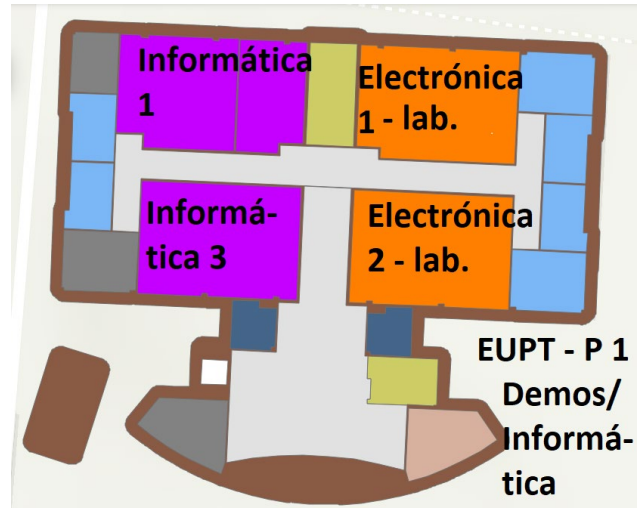 Informática
1
Electrónica
1 - lab.
Informá-
tica 3
Electrónica
2 - lab.
EUPT - P 1
Demos/
Informá-
tica